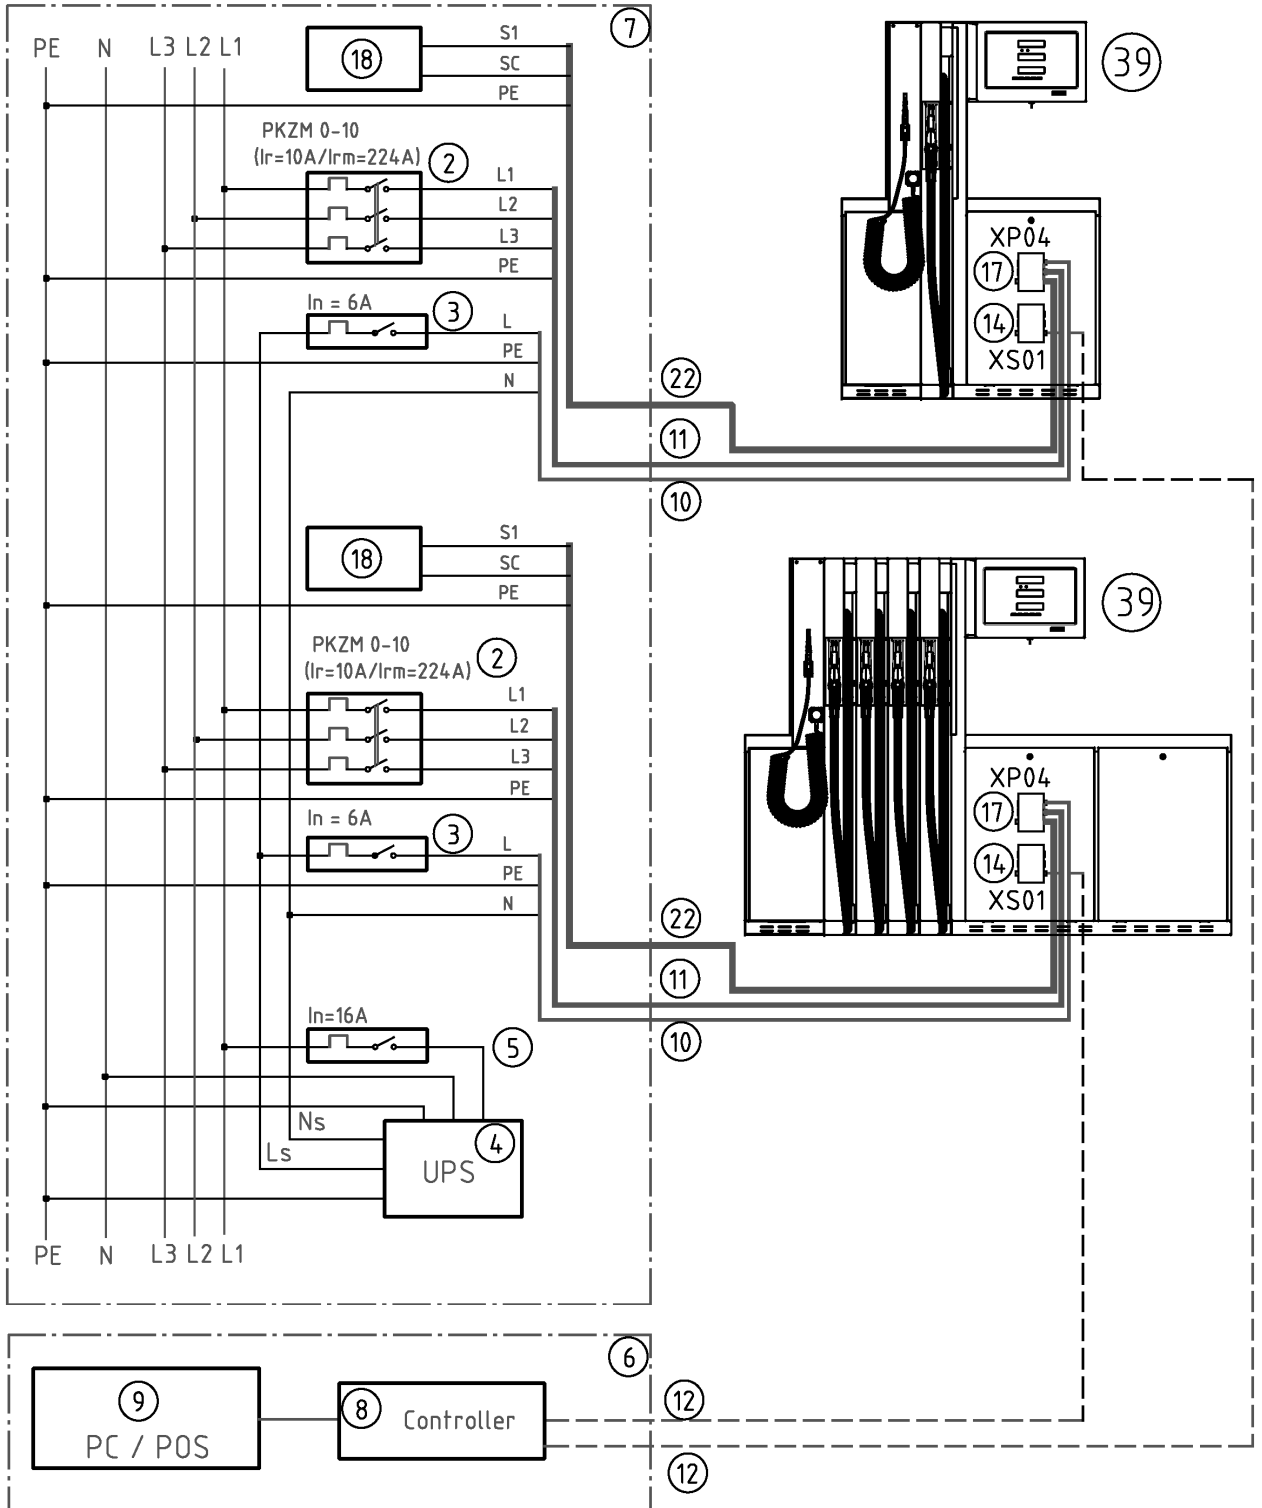 7
PE N L3 L2 L1
18
S1
SC
PE
39
PKZM 0-10
(Ir=10A/Irm=224A)
2
L1
L2
L3
PE
XP04
17
14
XS01
In = 6A
3
L
PE
N
22
11
10
18
S1
SC
PE
39
PKZM 0-10
(Ir=10A/Irm=224A)
2
L1
L2
L3
PE
XP04
17
14
XS01
In = 6A
3
L
PE
N
22
11
10
In=16A
5
Ns
Ls
4
UPS
PE N L3 L2 L1
6
9
PC / POS
8
Controller
12
12